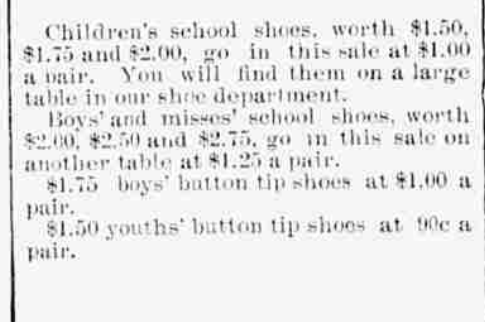 Children's school shoes, worth $1.50,
$1.75 and $2.00, go in this sale at $1.00
a pair. You will find them on a large
table in our shoe department.
Boys' and misses' school shoes, worth
$2.00, $2.50 and $2.75, go in this sale on
another table at $1.25 a pair.
$1.75 boys' button tip shoes at $1.00 a
pair.
$1.50 youths' button tip shoes at 90c a
pair.